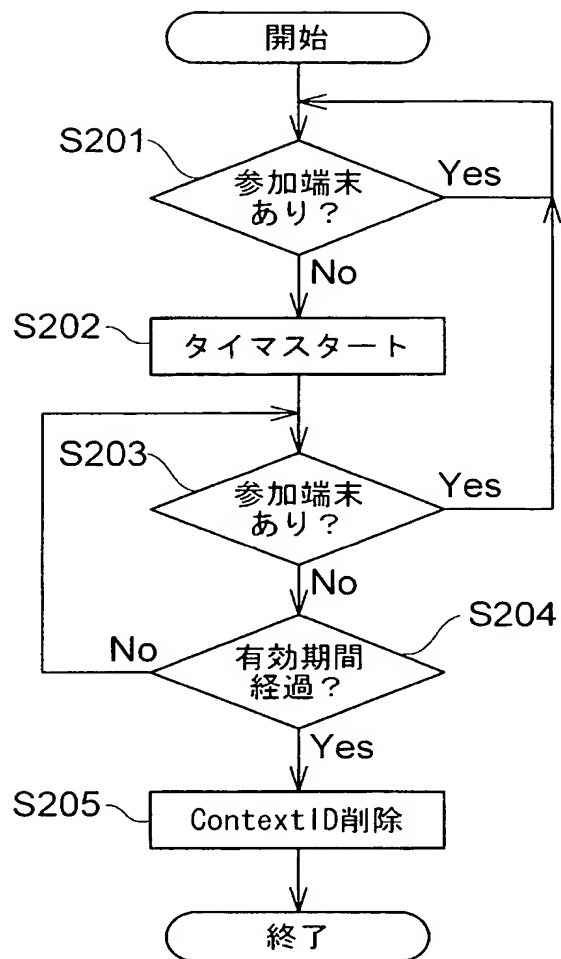 開始
S201
参加端末
あり？
Yes
No
S202
タイマスタート
S203
参加端末
あり？
Yes
No
S204
有効期間
経過？
No
Yes
S205
ContextID削除
終了